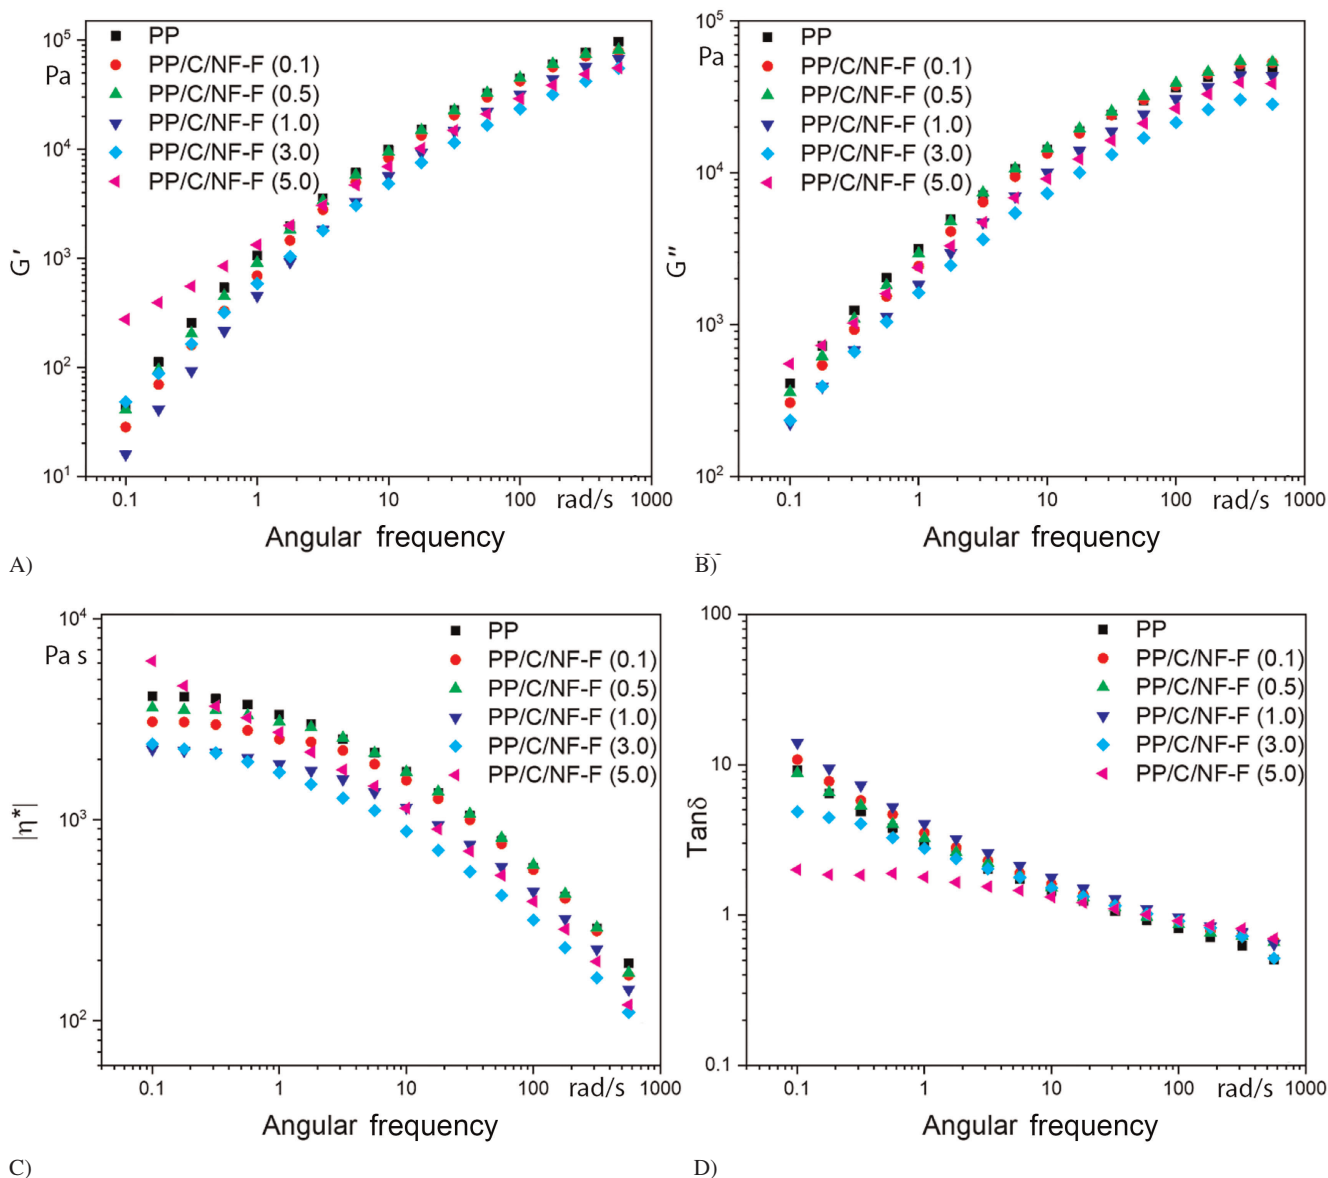 10⁵
Pa
10⁴
10³
10²
10¹
G′
PP
PP/C/NF-F (0.1)
PP/C/NF-F (0.5)
PP/C/NF-F (1.0)
PP/C/NF-F (3.0)
PP/C/NF-F (5.0)
0.1 1 10 100 rad/s 1000
Angular frequency
A)
10⁵
Pa
10⁴
10³
10²
G″
PP
PP/C/NF-F (0.1)
PP/C/NF-F (0.5)
PP/C/NF-F (1.0)
PP/C/NF-F (3.0)
PP/C/NF-F (5.0)
0.1 1 10 100 rad/s 1000
Angular frequency
B)
10⁴
Pa s
10³
10²
|η*|
PP
PP/C/NF-F (0.1)
PP/C/NF-F (0.5)
PP/C/NF-F (1.0)
PP/C/NF-F (3.0)
PP/C/NF-F (5.0)
0.1 1 10 100 rad/s 1000
Angular frequency
C)
100
10
1
0.1
Tanδ
PP
PP/C/NF-F (0.1)
PP/C/NF-F (0.5)
PP/C/NF-F (1.0)
PP/C/NF-F (3.0)
PP/C/NF-F (5.0)
0.1 1 10 100 rad/s 1000
Angular frequency
D)